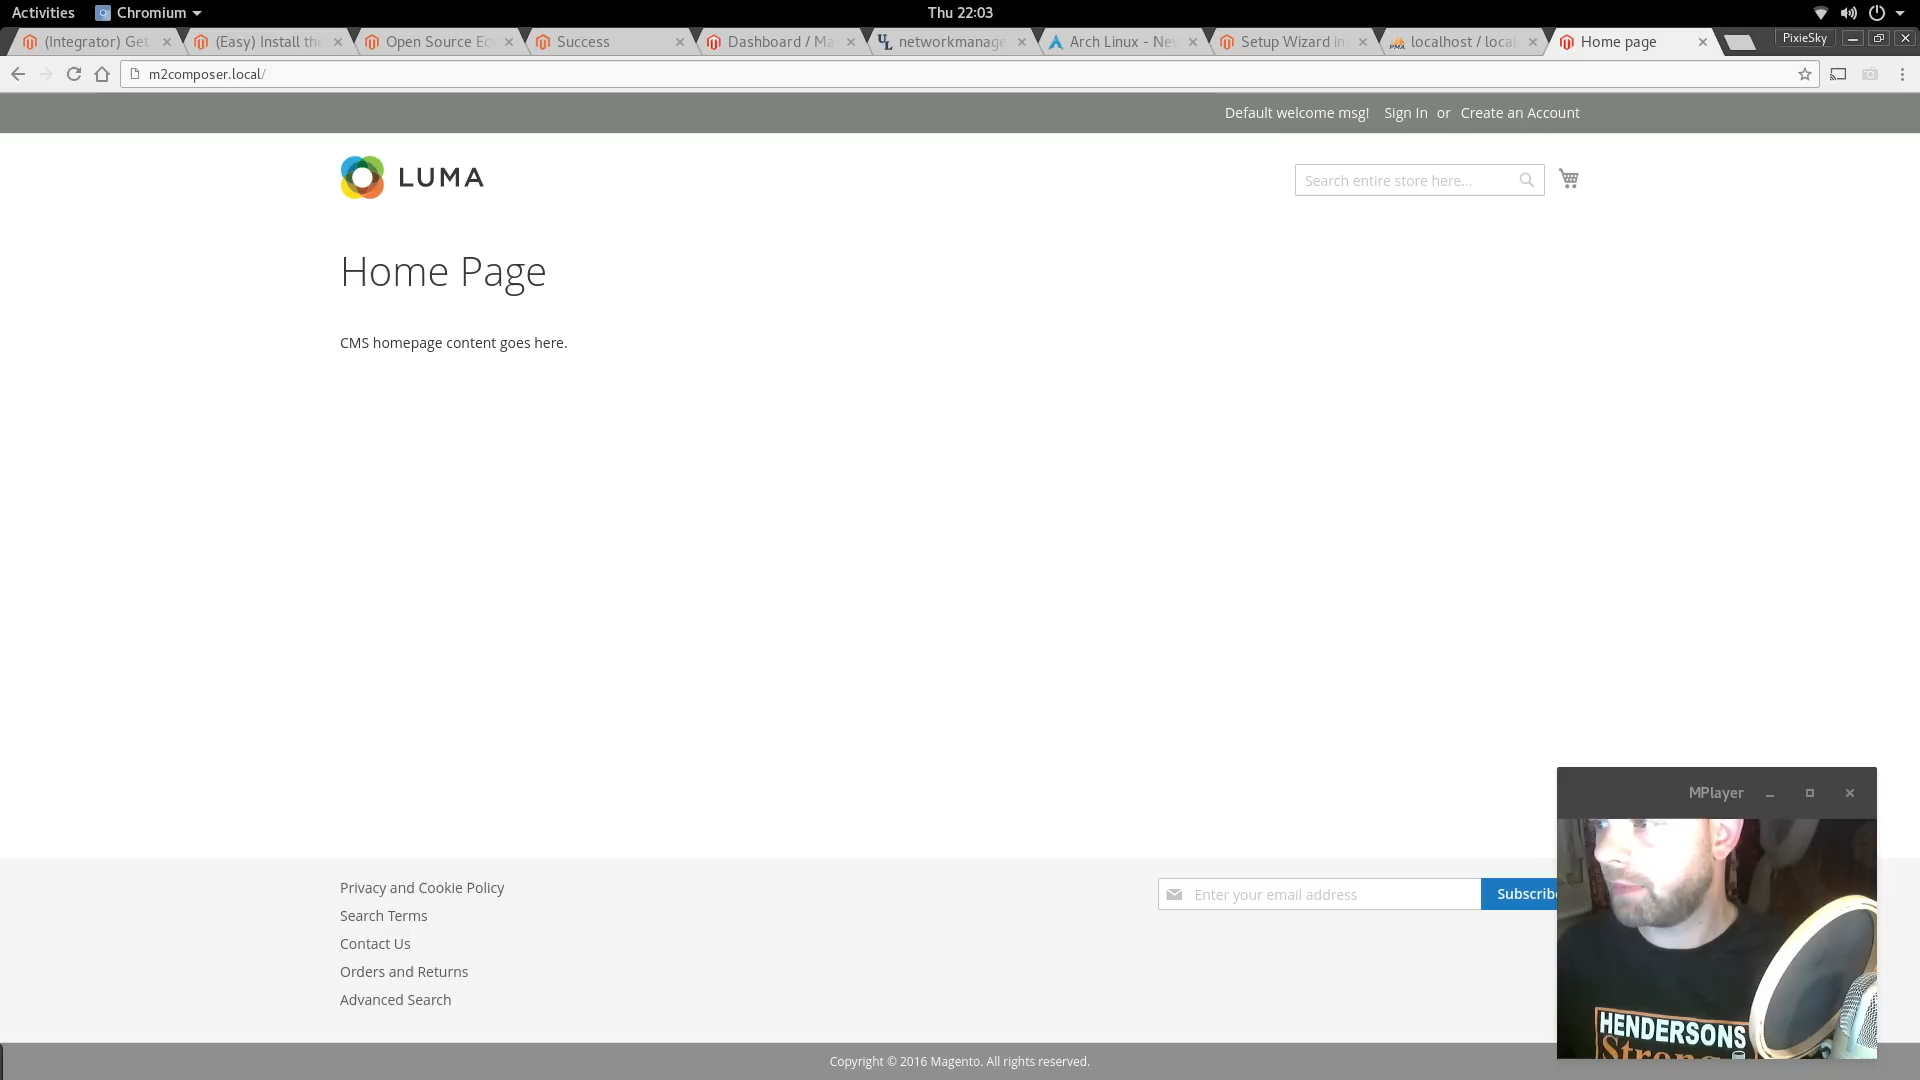 Activities Chromium Thu 22:03
(Integrator) Get (Easy) Install the Open Source Ec Success Dashboard / Ma networkmanage Arch Linux - Ne Setup Wizard in localhost / local Home page PixieSky
m2composer.local/
Default welcome msg! Sign In or Create an Account
LUMA
Search entire store here...
Home Page
CMS homepage content goes here.
MPlayer
Privacy and Cookie Policy
Enter your email address Subscribe
Search Terms
Contact Us
Orders and Returns
Advanced Search
HENDERSONS
Copyright © 2016 Magento. All rights reserved.